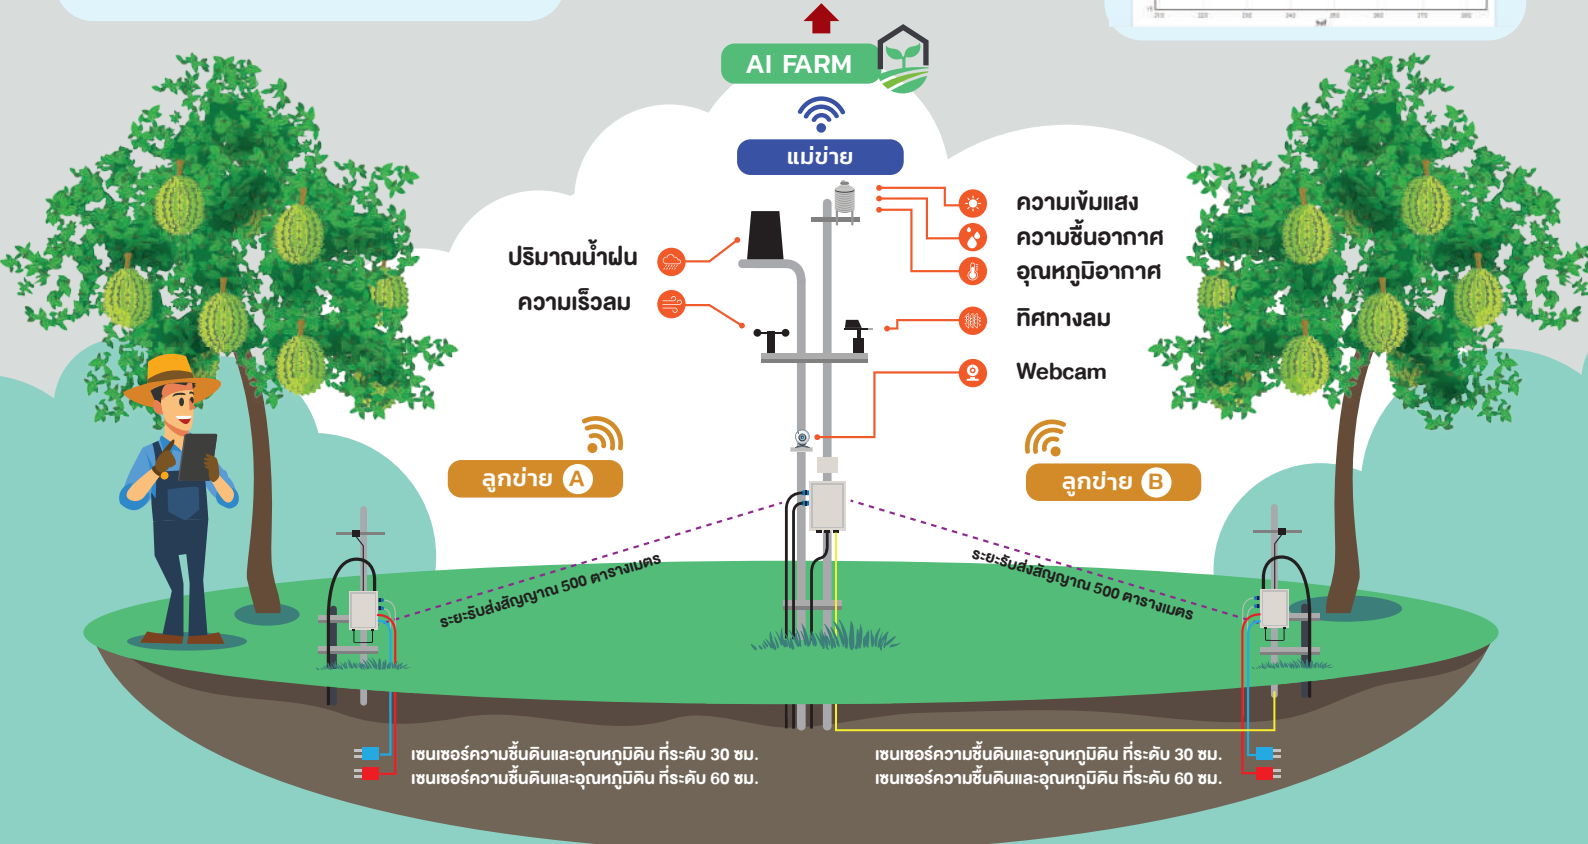 AI FARM
แม่ข่าย
ความเข้มแสง
ความชื้นอากาศ
อุณหภูมิอากาศ
ปริมาณน้ำฝน
ความเร็วลม
ทิศทางลม
Webcam
ลูกข่าย A
ลูกข่าย B
ระยะรับส่งสัญญาณ 500 ตารางเมตร
ระยะรับส่งสัญญาณ 500 ตารางเมตร
เซนเซอร์ความชื้นดินและอุณหภูมิดิน ที่ระดับ 30 ซม.
เซนเซอร์ความชื้นดินและอุณหภูมิดิน ที่ระดับ 60 ซม.
เซนเซอร์ความชื้นดินและอุณหภูมิดิน ที่ระดับ 30 ซม.
เซนเซอร์ความชื้นดินและอุณหภูมิดิน ที่ระดับ 60 ซม.